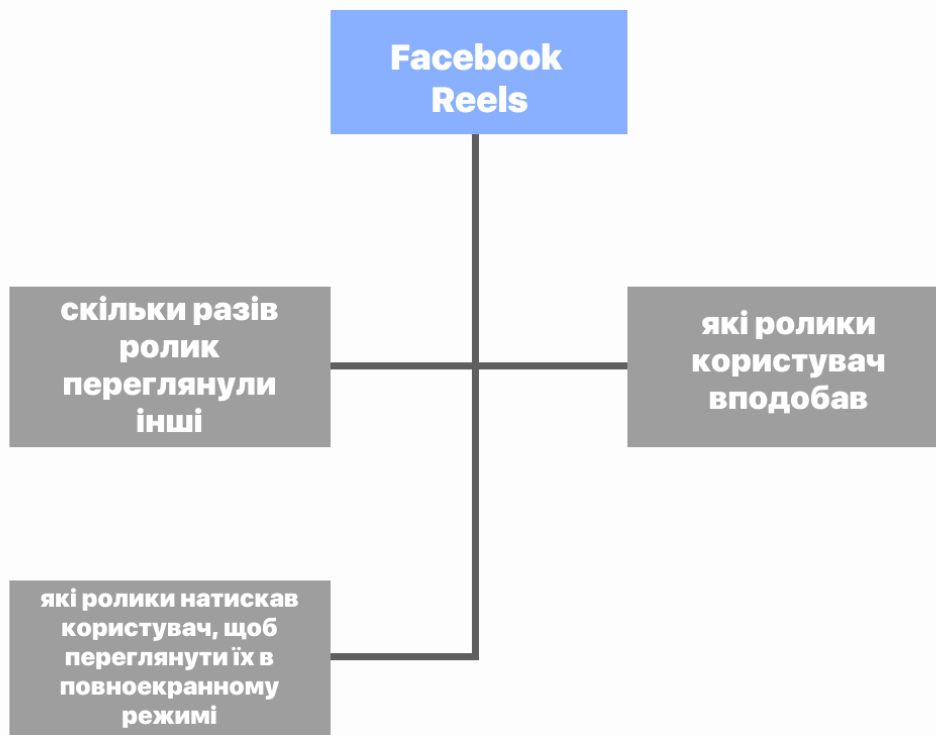 Facebook
Reels
скільки разів
ролик
переглянули
інші
які ролики
користувач
вподобав
які ролики натискав
користувач, щоб
переглянути їх в
повноекранному
режимі